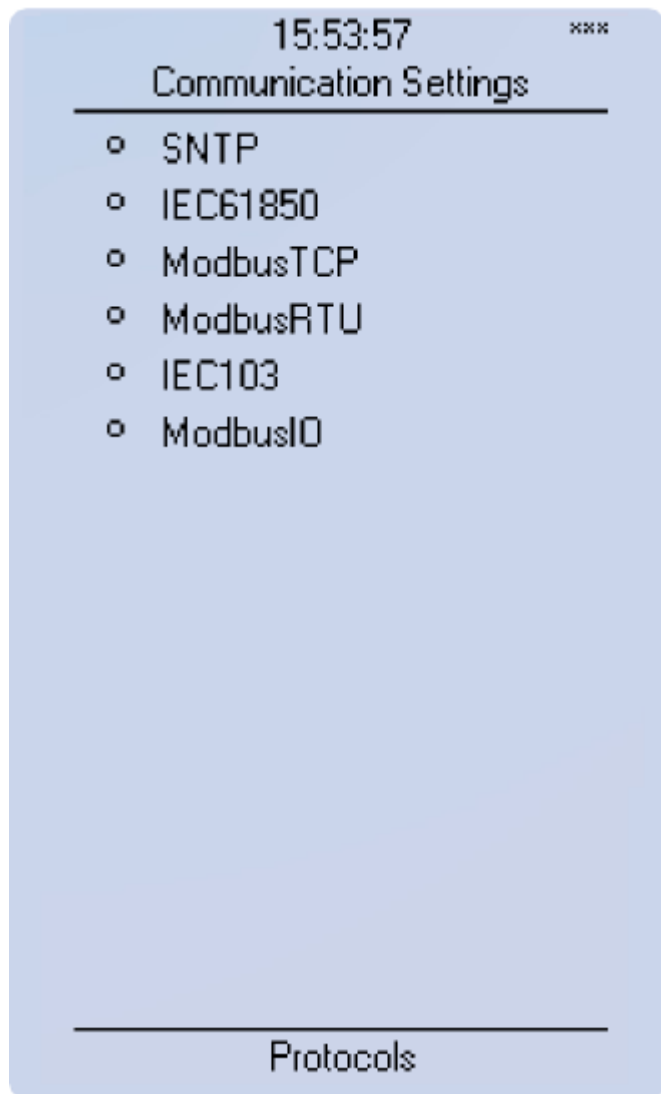 15:53:57 ×××
Communication Settings
SNTP
IEC61850
ModbusTCP
ModbusRTU
IEC103
ModbusIO
Protocols